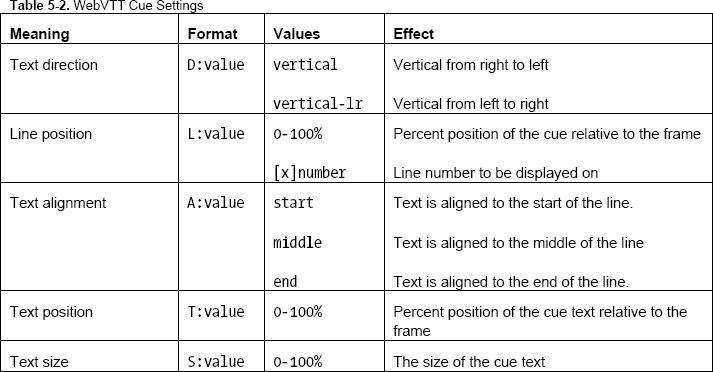 Table 5-2. WebVTT Cue Settings
Meaning Format Values Effect
Text direction D:value vertical Vertical from right to left
vertical-lr Vertical from left to right
Line position L:value 0-100% Percent position of the cue relative to the frame
[x]number Line number to be displayed on
Text alignment A:value start Text is aligned to the start of the line.
middle Text is aligned to the middle of the line
end Text is aligned to the end of the line.
Text position T:value 0-100% Percent position of the cue text relative to the
frame
Text size S:value 0-100% The size of the cue text